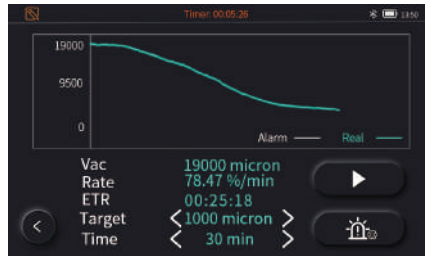 Timer: 00:05:26 13:50
19000
9500
0
Alarm Real
Vac 19000 micron
Rate 78.47 %/min
ETR 00:25:18
Target 1000 micron
Time 30 min